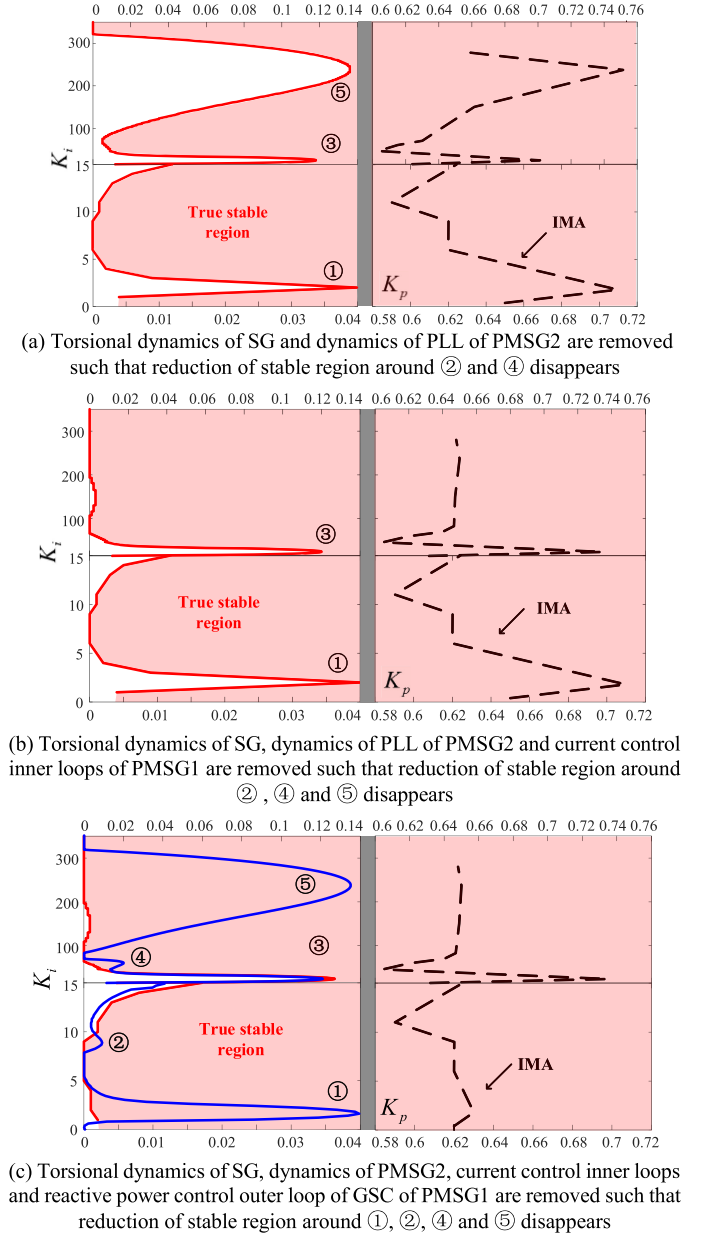 0 0.02 0.04 0.06 0.08 0.1 0.12 0.14 0.6 0.62 0.64 0.66 0.68 0.7 0.72 0.74 0.76
300
200
⑤
100
③
K_i
15
10
True stable
region
IMA
5
①
K_p
0
0 0.01 0.02 0.03 0.04 0.58 0.6 0.62 0.64 0.66 0.68 0.7 0.72
(a) Torsional dynamics of SG and dynamics of PLL of PMSG2 are removed
such that reduction of stable region around ② and ④ disappears
0 0.02 0.04 0.06 0.08 0.1 0.12 0.14 0.6 0.62 0.64 0.66 0.68 0.7 0.72 0.74 0.76
300
200
100
③
K_i
15
10
True stable
region
IMA
5
①
K_p
0
0 0.01 0.02 0.03 0.04 0.58 0.6 0.62 0.64 0.66 0.68 0.7 0.72
(b) Torsional dynamics of SG, dynamics of PLL of PMSG2 and current control
inner loops of PMSG1 are removed such that reduction of stable region around
② , ④ and ⑤ disappears
0 0.02 0.04 0.06 0.08 0.1 0.12 0.14 0.6 0.62 0.64 0.66 0.68 0.7 0.72 0.74 0.76
300
⑤
200
100
④
③
K_i
15
10
②
True stable
region
IMA
5
①
K_p
0
0 0.01 0.02 0.03 0.04 0.58 0.6 0.62 0.64 0.66 0.68 0.7 0.72
(c) Torsional dynamics of SG, dynamics of PMSG2, current control inner loops
and reactive power control outer loop of GSC of PMSG1 are removed such that
reduction of stable region around ①, ②, ④ and ⑤ disappears